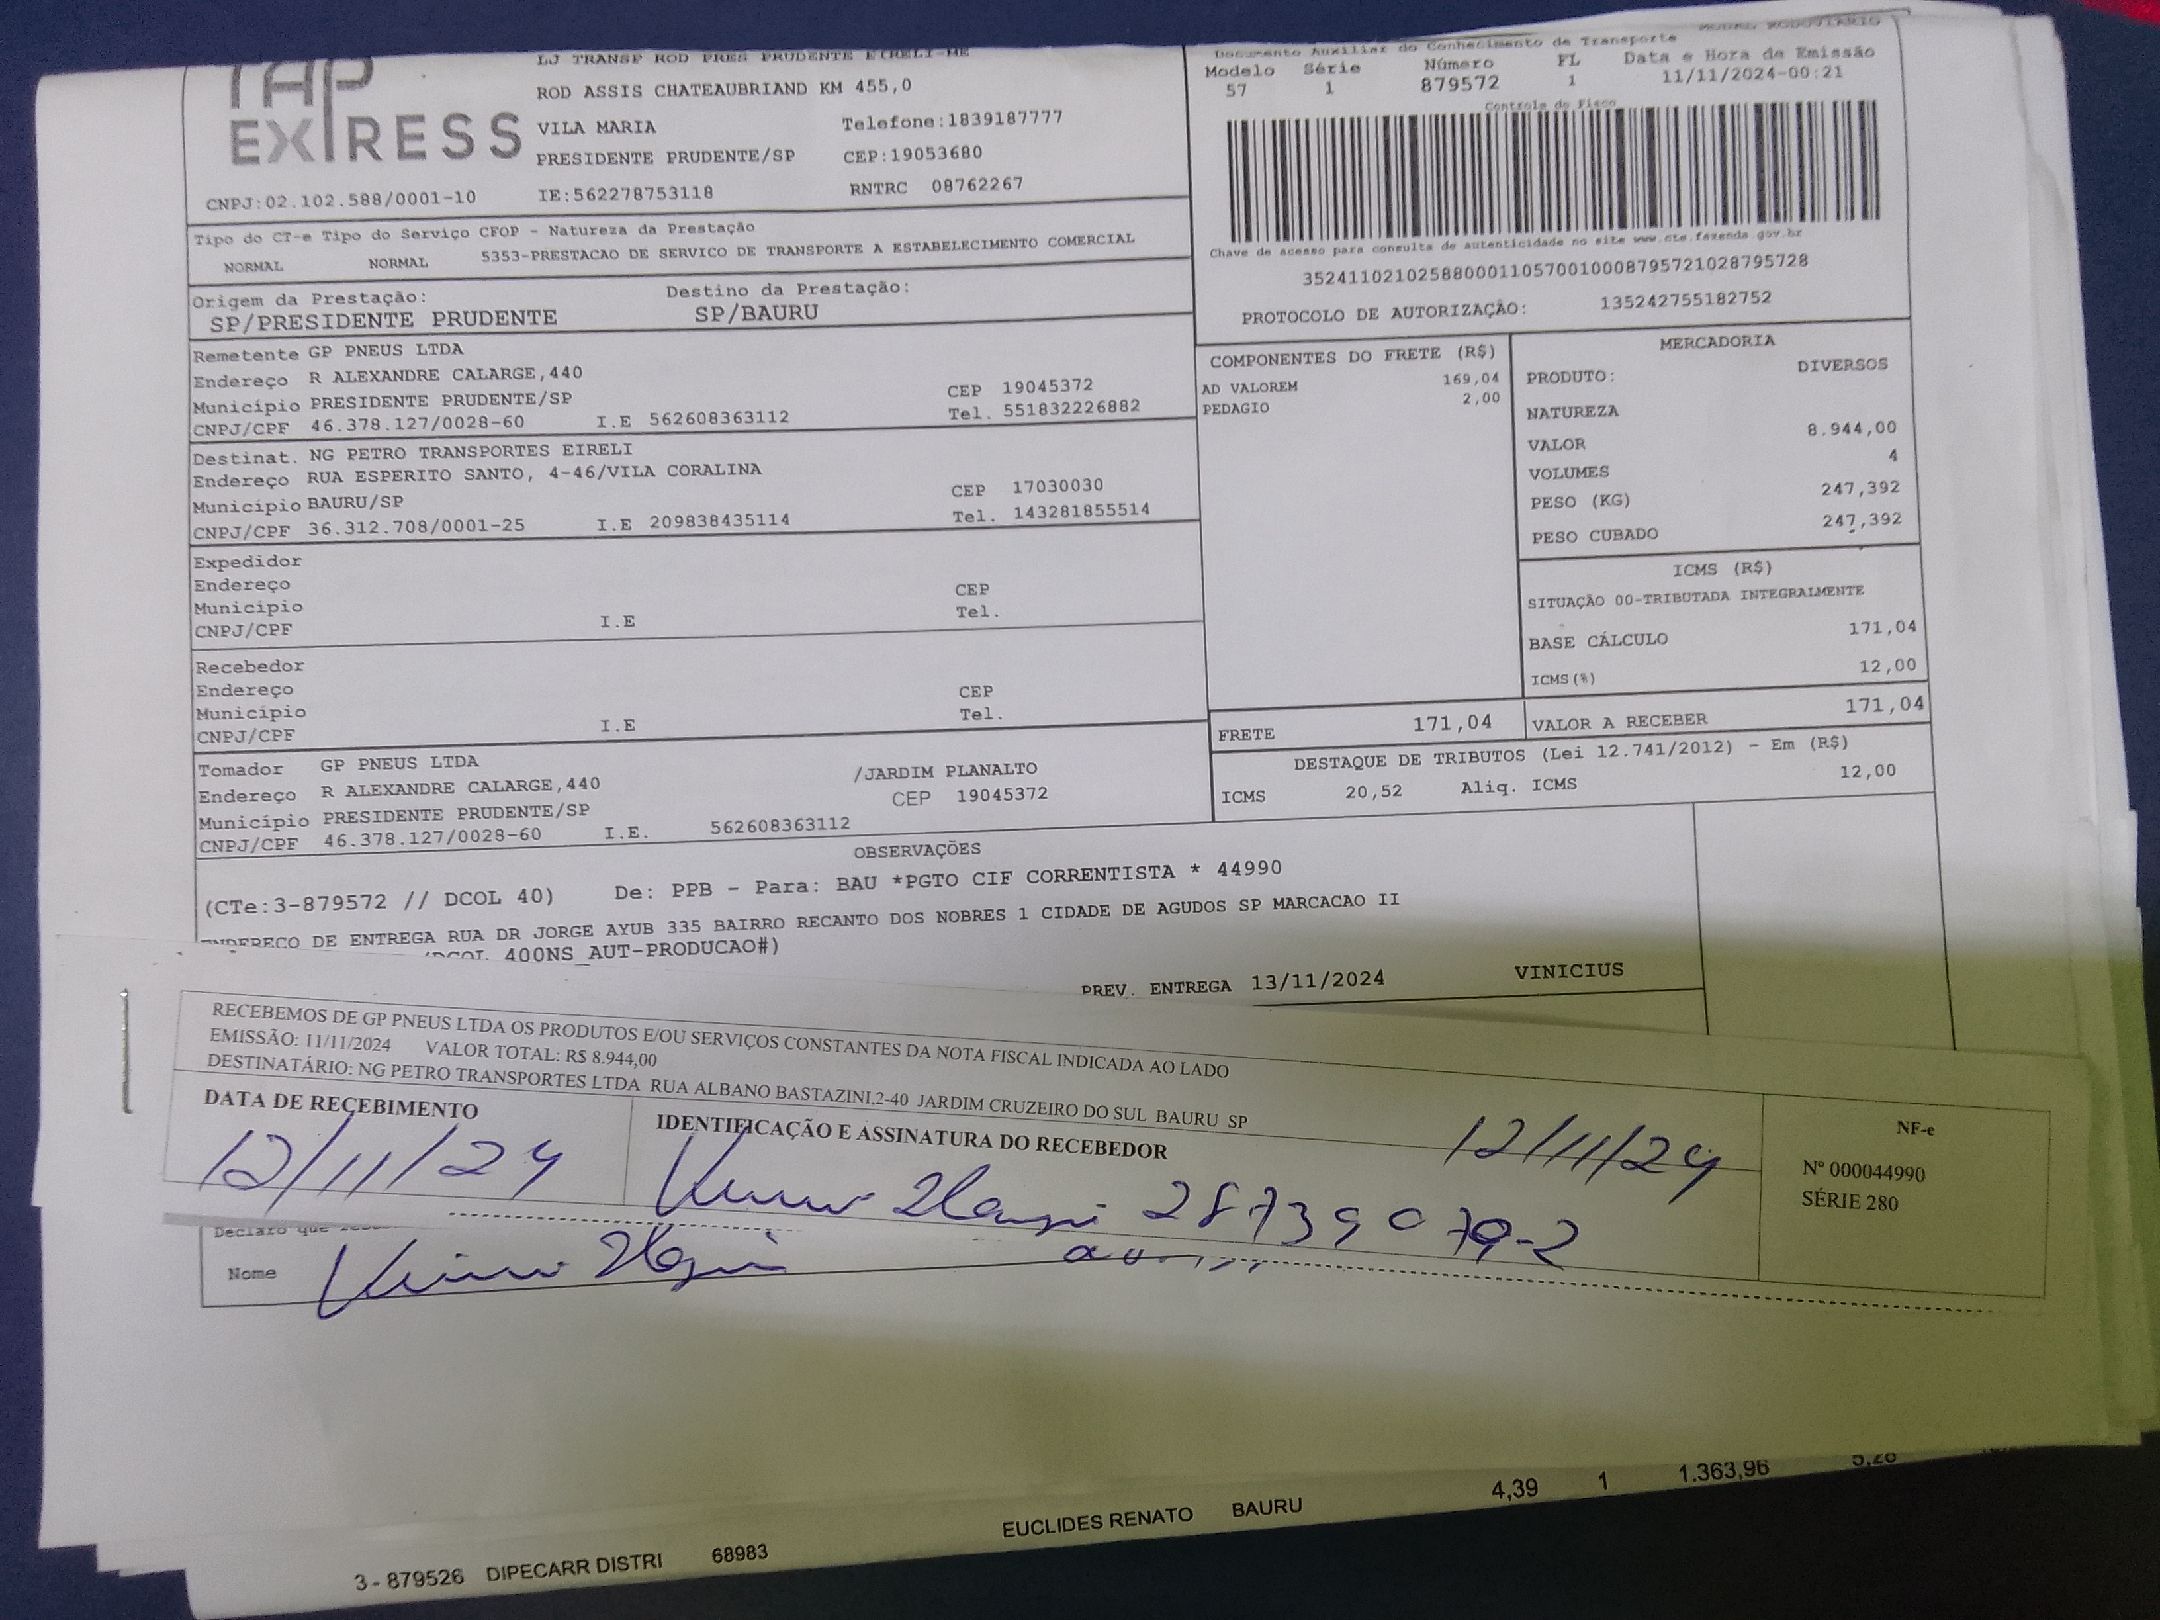 TAP
EXPRESS
LJ TRANSP ROD PRES PRUDENTE EIRELI-ME
ROD ASSIS CHATEAUBRIAND KM 455,0
VILA MARIA Telefone:1839187777
PRESIDENTE PRUDENTE/SP CEP:19053680
CNPJ:02.102.588/0001-10 IE:562278753118 RNTRC 08762267
MODAL RODOVIÁRIO
Documento Auxiliar do Conhecimento de Transporte
Modelo Série Número FL Data e Hora de Emissão
57 1 879572 1 11/11/2024-00:21
Controle do Fisco
Chave de acesso para consulta de autenticidade no site www.cte.fazenda.gov.br
35241102102588000110570010008795721028795728
PROTOCOLO DE AUTORIZAÇÃO: 135242755182752
Tipo do CT-e Tipo do Serviço CFOP - Natureza da Prestação
NORMAL NORMAL 5353-PRESTACAO DE SERVICO DE TRANSPORTE A ESTABELECIMENTO COMERCIAL
Origem da Prestação: Destino da Prestação:
SP/PRESIDENTE PRUDENTE SP/BAURU
Remetente GP PNEUS LTDA
Endereço R ALEXANDRE CALARGE,440 CEP 19045372
Município PRESIDENTE PRUDENTE/SP Tel. 551832226882
CNPJ/CPF 46.378.127/0028-60 I.E 562608363112
Destinat. NG PETRO TRANSPORTES EIRELI
Endereço RUA ESPERITO SANTO, 4-46/VILA CORALINA
Município BAURU/SP CEP 17030030
CNPJ/CPF 36.312.708/0001-25 I.E 209838435114 Tel. 143281855514
Expedidor
Endereço CEP
Município Tel.
CNPJ/CPF I.E
Recebedor
Endereço CEP
Município Tel.
CNPJ/CPF I.E
Tomador GP PNEUS LTDA /JARDIM PLANALTO
Endereço R ALEXANDRE CALARGE,440 CEP 19045372
Município PRESIDENTE PRUDENTE/SP
CNPJ/CPF 46.378.127/0028-60 I.E. 562608363112
COMPONENTES DO FRETE (R$)
AD VALOREM 169,04
PEDAGIO 2,00
MERCADORIA
PRODUTO: DIVERSOS
NATUREZA
VALOR 8.944,00
VOLUMES 4
PESO (KG) 247,392
PESO CUBADO 247,392
ICMS (R$)
SITUAÇÃO 00-TRIBUTADA INTEGRALMENTE
BASE CÁLCULO 171,04
ICMS(%) 12,00
FRETE 171,04 VALOR A RECEBER 171,04
DESTAQUE DE TRIBUTOS (Lei 12.741/2012) - Em (R$)
ICMS 20,52 Aliq. ICMS 12,00
OBSERVAÇÕES
(CTe:3-879572 // DCOL 40) De: PPB - Para: BAU *PGTO CIF CORRENTISTA * 44990
ENDERECO DE ENTREGA RUA DR JORGE AYUB 335 BAIRRO RECANTO DOS NOBRES 1 CIDADE DE AGUDOS SP MARCACAO II
(DCOL 400NS_AUT-PRODUCAO#)
PREV. ENTREGA 13/11/2024 VINICIUS
RECEBEMOS DE GP PNEUS LTDA OS PRODUTOS E/OU SERVIÇOS CONSTANTES DA NOTA FISCAL INDICADA AO LADO
EMISSÃO: 11/11/2024 VALOR TOTAL: R$ 8.944,00
DESTINATÁRIO: NG PETRO TRANSPORTES LTDA RUA ALBANO BASTAZINI,2-40 JARDIM CRUZEIRO DO SUL BAURU SP
DATA DE RECEBIMENTO IDENTIFICAÇÃO E ASSINATURA DO RECEBEDOR
12/11/24 28739079-2 12/11/24
NF-e
Nº 000044990
SÉRIE 280
Declaro que
Nome
3 - 879526 DIPECARR DISTRI 68983 EUCLIDES RENATO BAURU 4,39 1 1.363,96